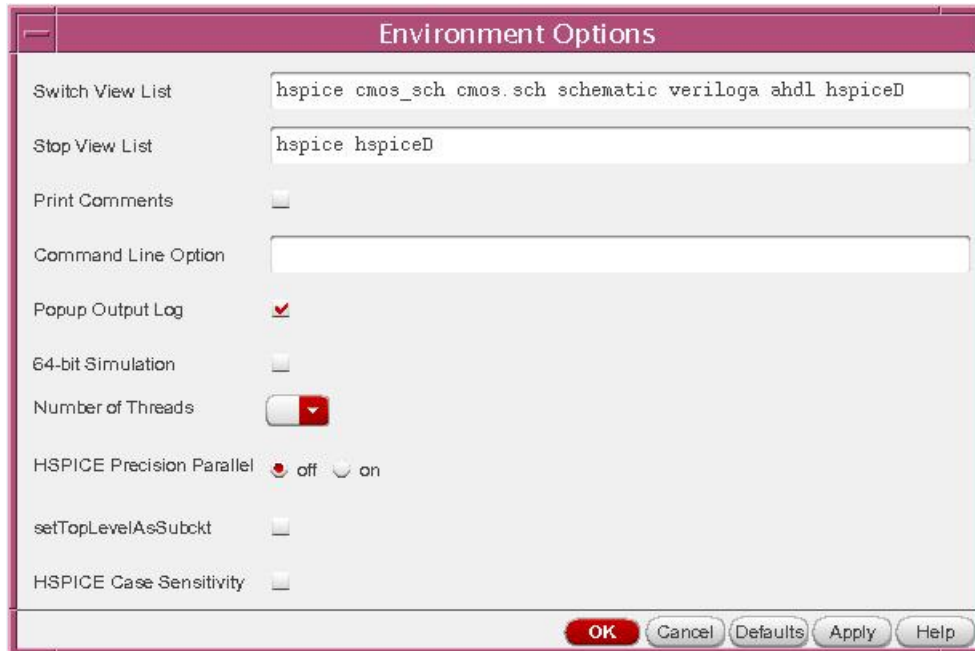 Environment Options
Switch View List hspice cmos_sch cmos.sch schematic veriloga ahdl hspiceD
Stop View List hspice hspiceD
Print Comments
Command Line Option
Popup Output Log
64-bit Simulation
Number of Threads
HSPICE Precision Parallel off on
setTopLevelAsSubckt
HSPICE Case Sensitivity
OK Cancel Defaults Apply Help